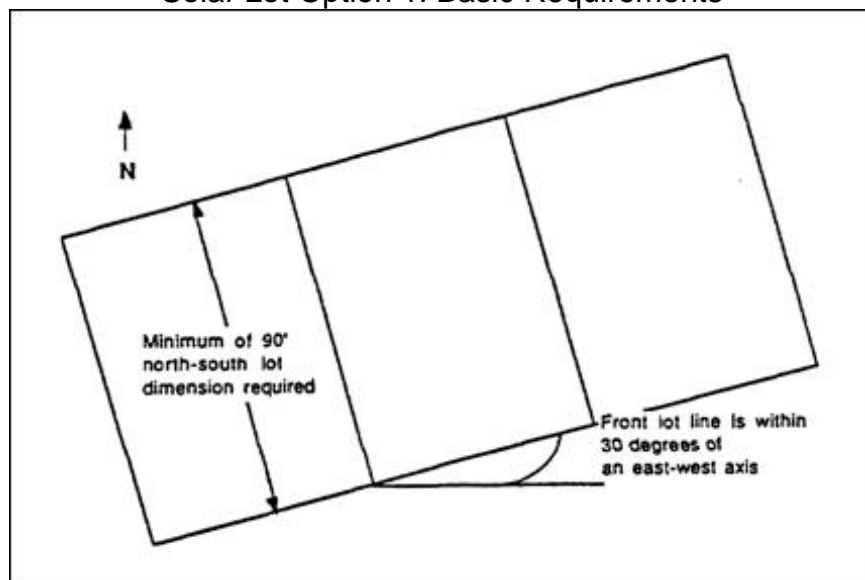 Solar Lot Option 1: Basic Requirements
N
Minimum of 90'
north-south lot
dimension required
Front lot line is within
30 degrees of
an east-west axis